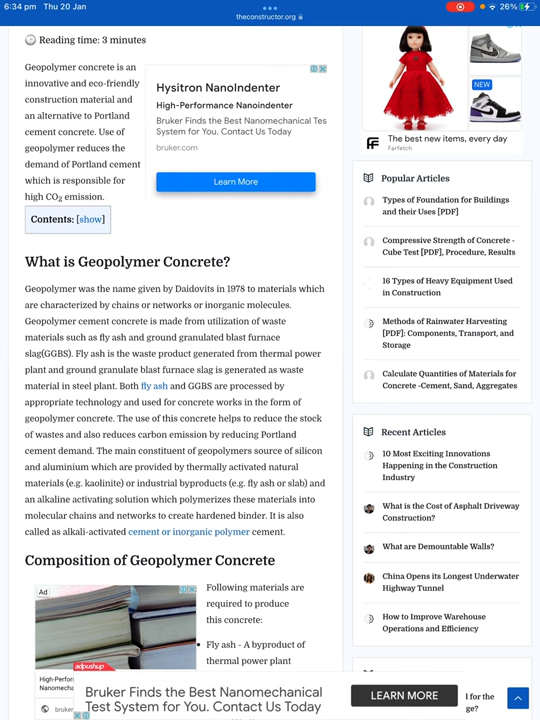 6:34 pm Thu 20 Jan
26%
theconstructor.org
Reading time: 3 minutes
Geopolymer concrete is an
innovative and eco-friendly
construction material and
an alternative to Portland
cement concrete. Use of
geopolymer reduces the
demand of Portland cement
which is responsible for
high CO2 emission.
Hysitron NanoIndenter
High-Performance Nanoindenter
Bruker Finds the Best Nanomechanical Tes
System for You. Contact Us Today
bruker.com
Learn More
Contents: [show]
What is Geopolymer Concrete?
Geopolymer was the name given by Daidovits in 1978 to materials which
are characterized by chains or networks or inorganic molecules.
Geopolymer cement concrete is made from utilization of waste
materials such as fly ash and ground granulated blast furnace
slag(GGBS). Fly ash is the waste product generated from thermal power
plant and ground granulate blast furnace slag is generated as waste
material in steel plant. Both fly ash and GGBS are processed by
appropriate technology and used for concrete works in the form of
geopolymer concrete. The use of this concrete helps to reduce the stock
of wastes and also reduces carbon emission by reducing Portland
cement demand. The main constituent of geopolymers source of silicon
and aluminium which are provided by thermally activated natural
materials (e.g. kaolinite) or industrial byproducts (e.g. fly ash or slab) and
an alkaline activating solution which polymerizes these materials into
molecular chains and networks to create hardened binder. It is also
called as alkali-activated cement or inorganic polymer cement.
Composition of Geopolymer Concrete
Ad
adpushup
High-Perfor
Nanomecha
bruker
Following materials are
required to produce
this concrete:
Fly ash - A byproduct of
thermal power plant
NEW
The best new items, every day
Farfetch
Popular Articles
Types of Foundation for Buildings
and their Uses [PDF]
Compressive Strength of Concrete -
Cube Test [PDF], Procedure, Results
16 Types of Heavy Equipment Used
in Construction
Methods of Rainwater Harvesting
[PDF]: Components, Transport, and
Storage
Calculate Quantities of Materials for
Concrete -Cement, Sand, Aggregates
Recent Articles
10 Most Exciting Innovations
Happening in the Construction
Industry
What is the Cost of Asphalt Driveway
Construction?
What are Demountable Walls?
China Opens its Longest Underwater
Highway Tunnel
How to Improve Warehouse
Operations and Efficiency
l for the
ge?
Bruker Finds the Best Nanomechanical
Test System for You. Contact Us Today
LEARN MORE